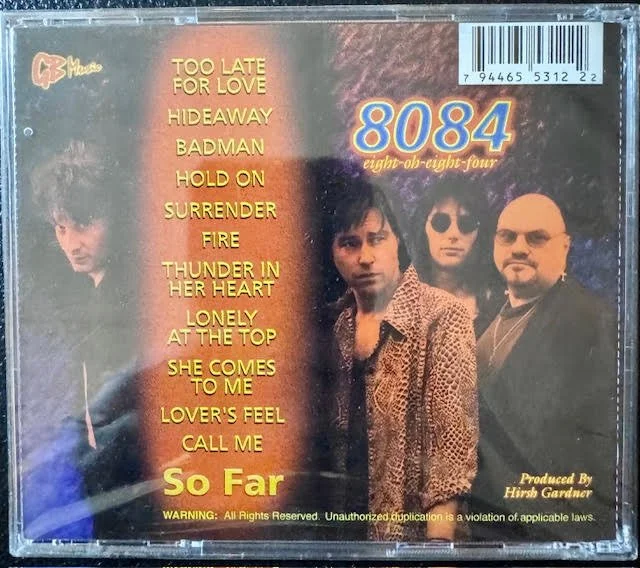 GB Music
TOO LATE
FOR LOVE
HIDEAWAY
BADMAN
HOLD ON
SURRENDER
FIRE
THUNDER IN
HER HEART
LONELY
AT THE TOP
SHE COMES
TO ME
LOVER'S FEEL
CALL ME
So Far
7 94465 5312 2 2
8084
eight-oh-eight-four
Produced By
Hirsh Gardner
WARNING: All Rights Reserved. Unauthorized duplication is a violation of applicable laws.